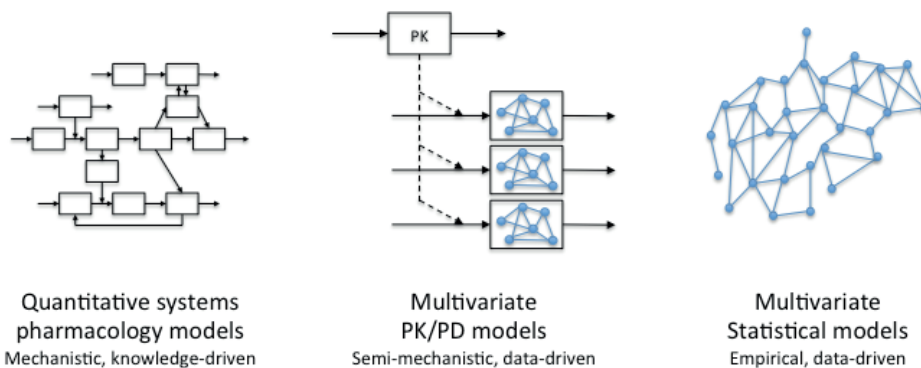 PK
Quantitative systems
pharmacology models
Mechanistic, knowledge-driven
Multivariate
PK/PD models
Semi-mechanistic, data-driven
Multivariate
Statistical models
Empirical, data-driven